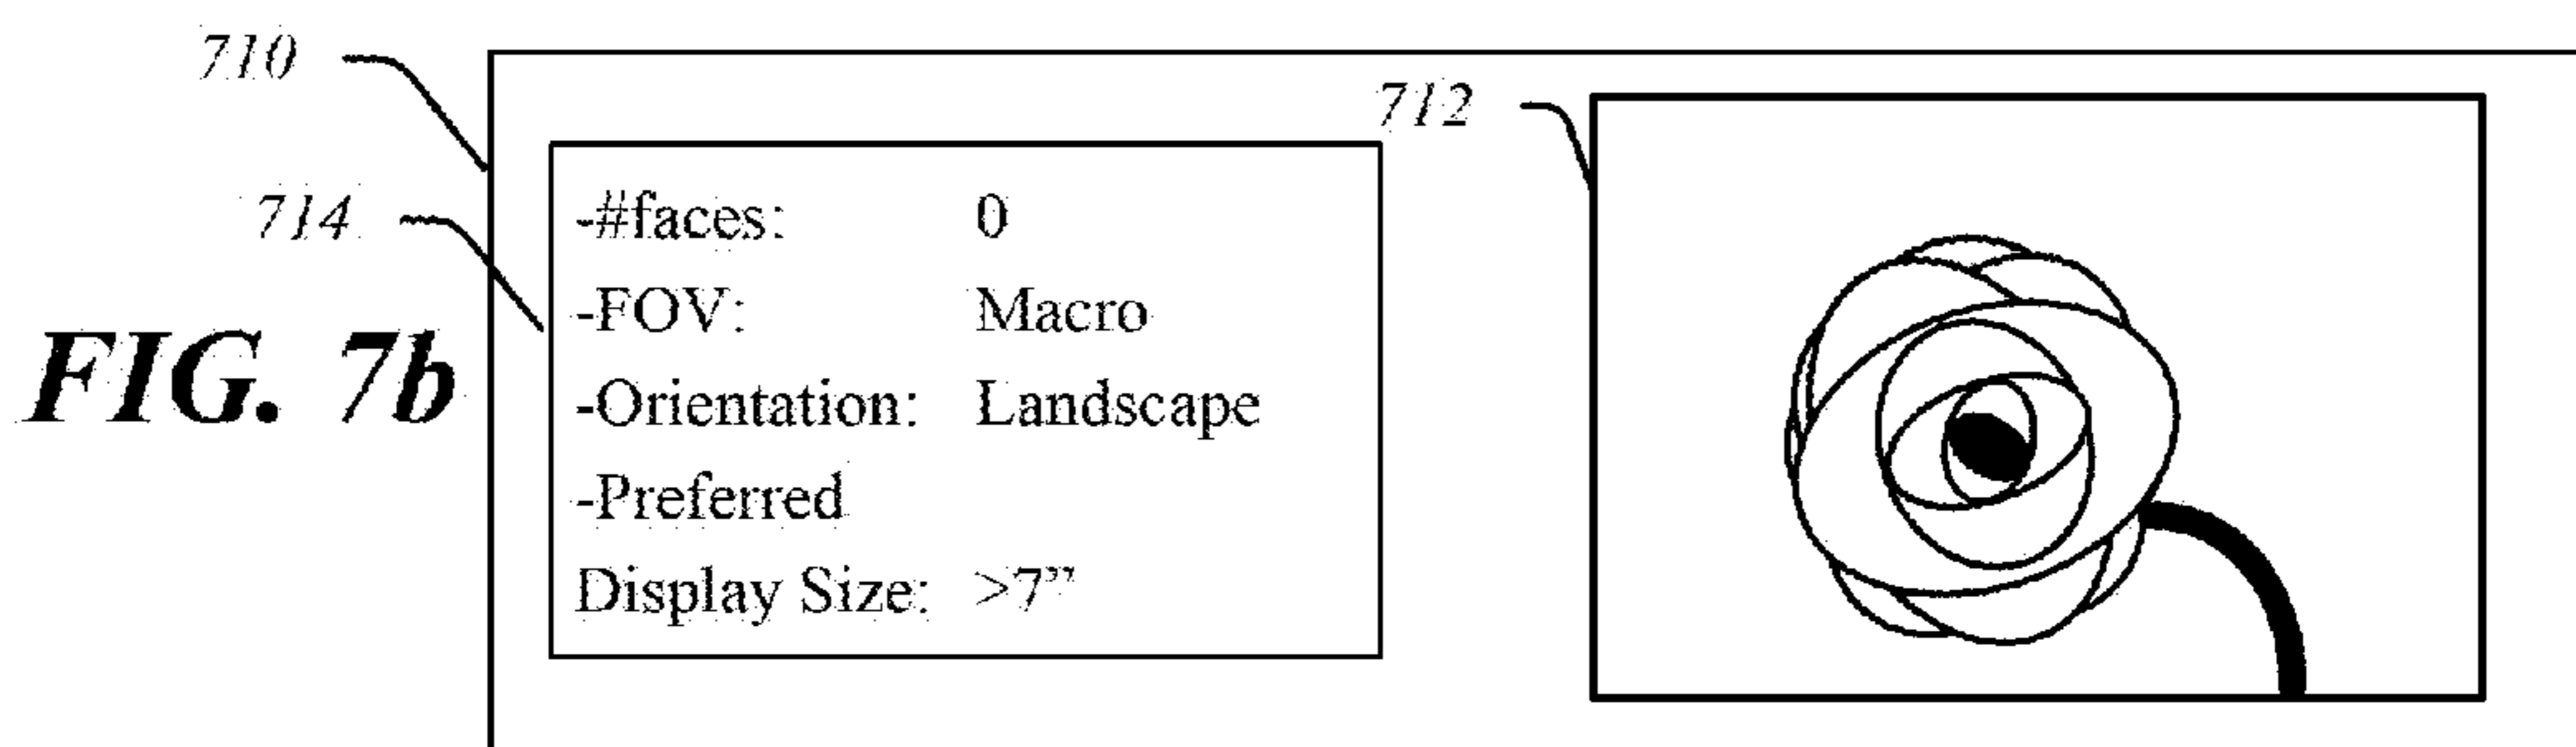 710
712
714
FIG. 7b
-#faces: 0
-FOV: Macro
-Orientation: Landscape
-Preferred
Display Size: >7”